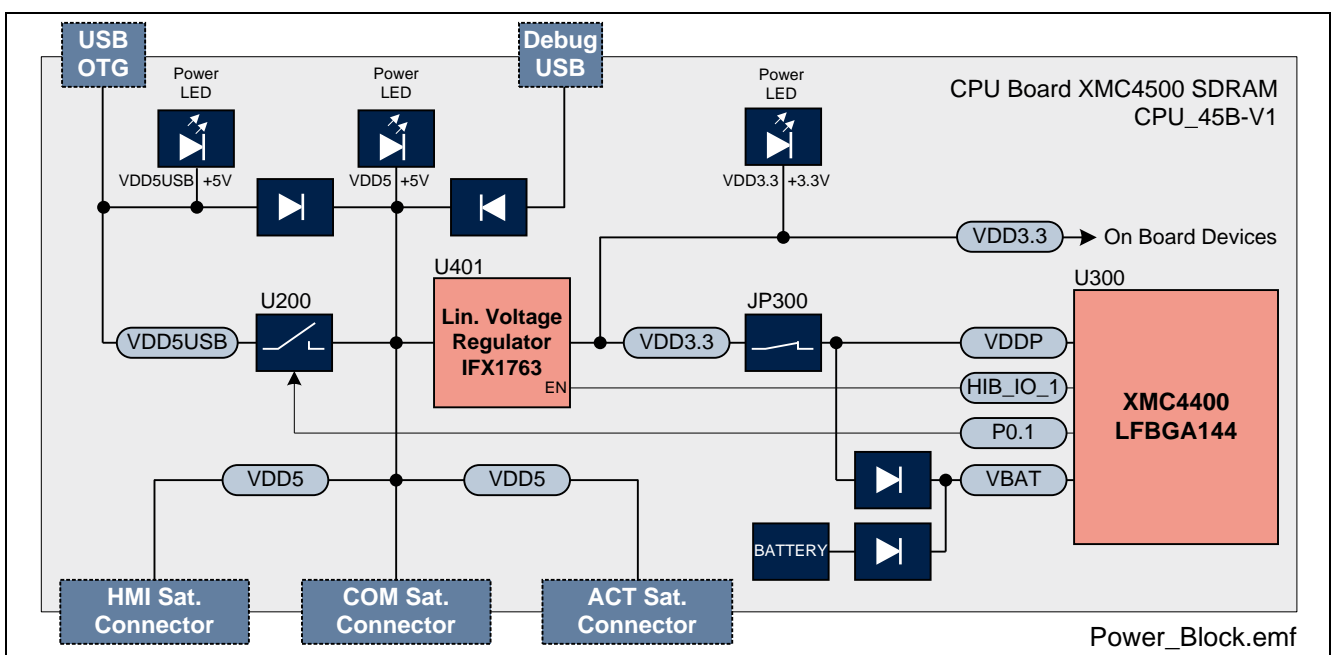 USB
OTG
Debug
USB
Power
LED
Power
LED
Power
LED
CPU Board XMC4500 SDRAM
CPU_45B-V1
VDD5USB +5V
VDD5 +5V
VDD3.3 +3.3V
VDD3.3
On Board Devices
U401
U300
U200
JP300
Lin. Voltage
Regulator
IFX1763
EN
VDD5USB
VDD3.3
VDDP
HIB_IO_1
P0.1
VBAT
XMC4400
LFBGA144
VDD5
VDD5
BATTERY
HMI Sat.
Connector
COM Sat.
Connector
ACT Sat.
Connector
Power_Block.emf